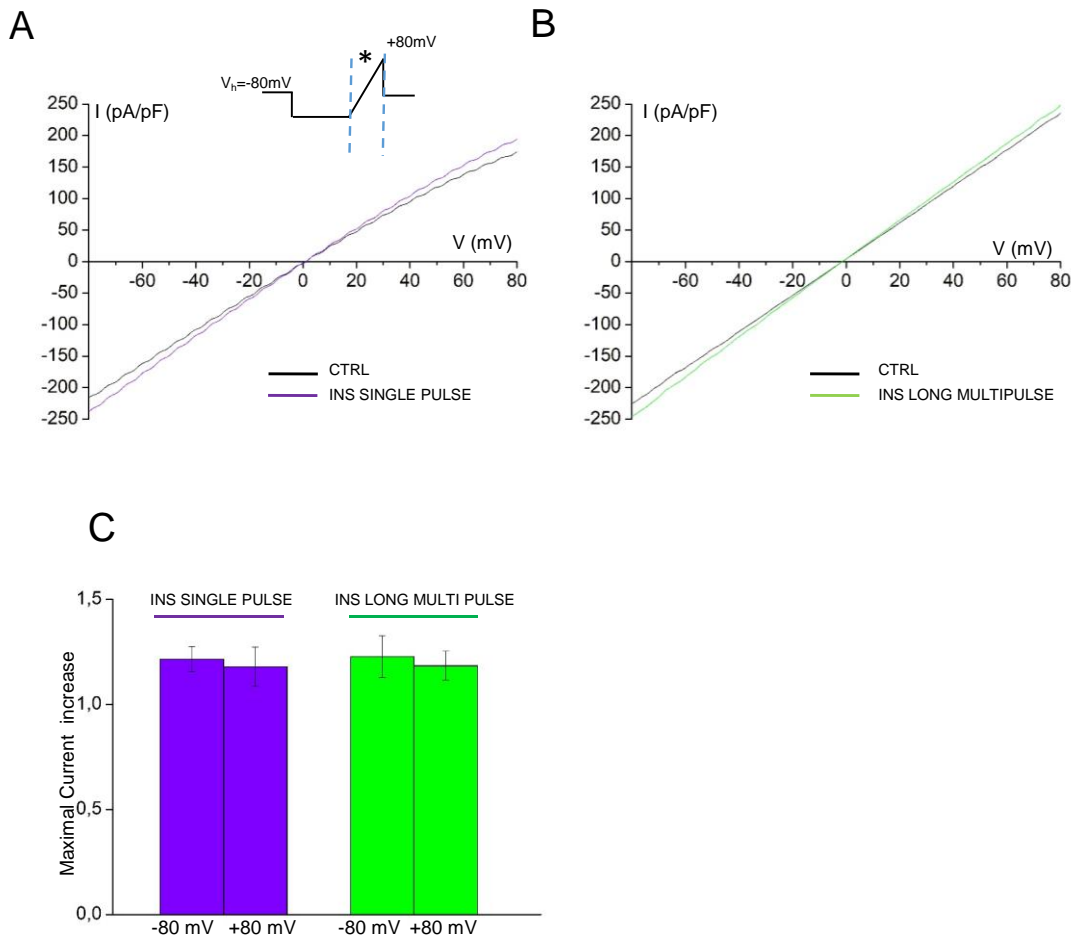 A
B
+80mV
*
Vₕ=-80mV
I (pA/pF)
250
200
150
100
50
0
-50
-100
-150
-200
-250
-60
-40
-20
0
20
40
60
80
V (mV)
CTRL
INS SINGLE PULSE
I (pA/pF)
250
200
150
100
50
0
-50
-100
-150
-200
-250
-60
-40
-20
0
20
40
60
80
V (mV)
CTRL
INS LONG MULTIPULSE
C
Maximal Current increase
1,5
1,0
0,5
0,0
INS SINGLE PULSE
INS LONG MULTI PULSE
-80 mV
+80 mV
-80 mV
+80 mV